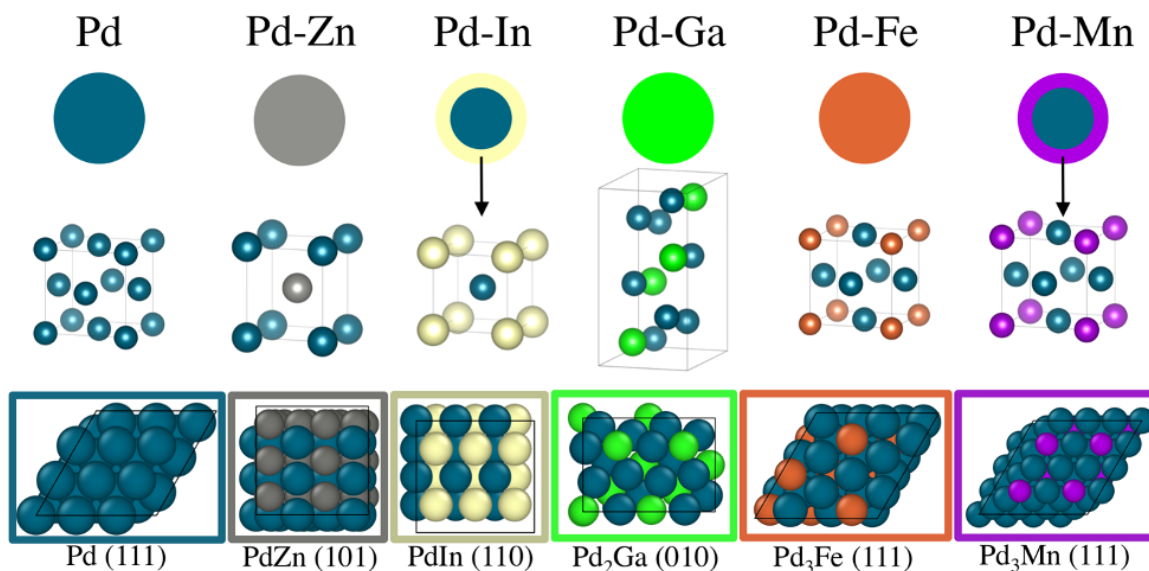 Pd Pd-Zn Pd-In Pd-Ga Pd-Fe Pd-Mn
Pd (111) PdZn (101) PdIn (110) Pd₂Ga (010) Pd₃Fe (111) Pd₃Mn (111)